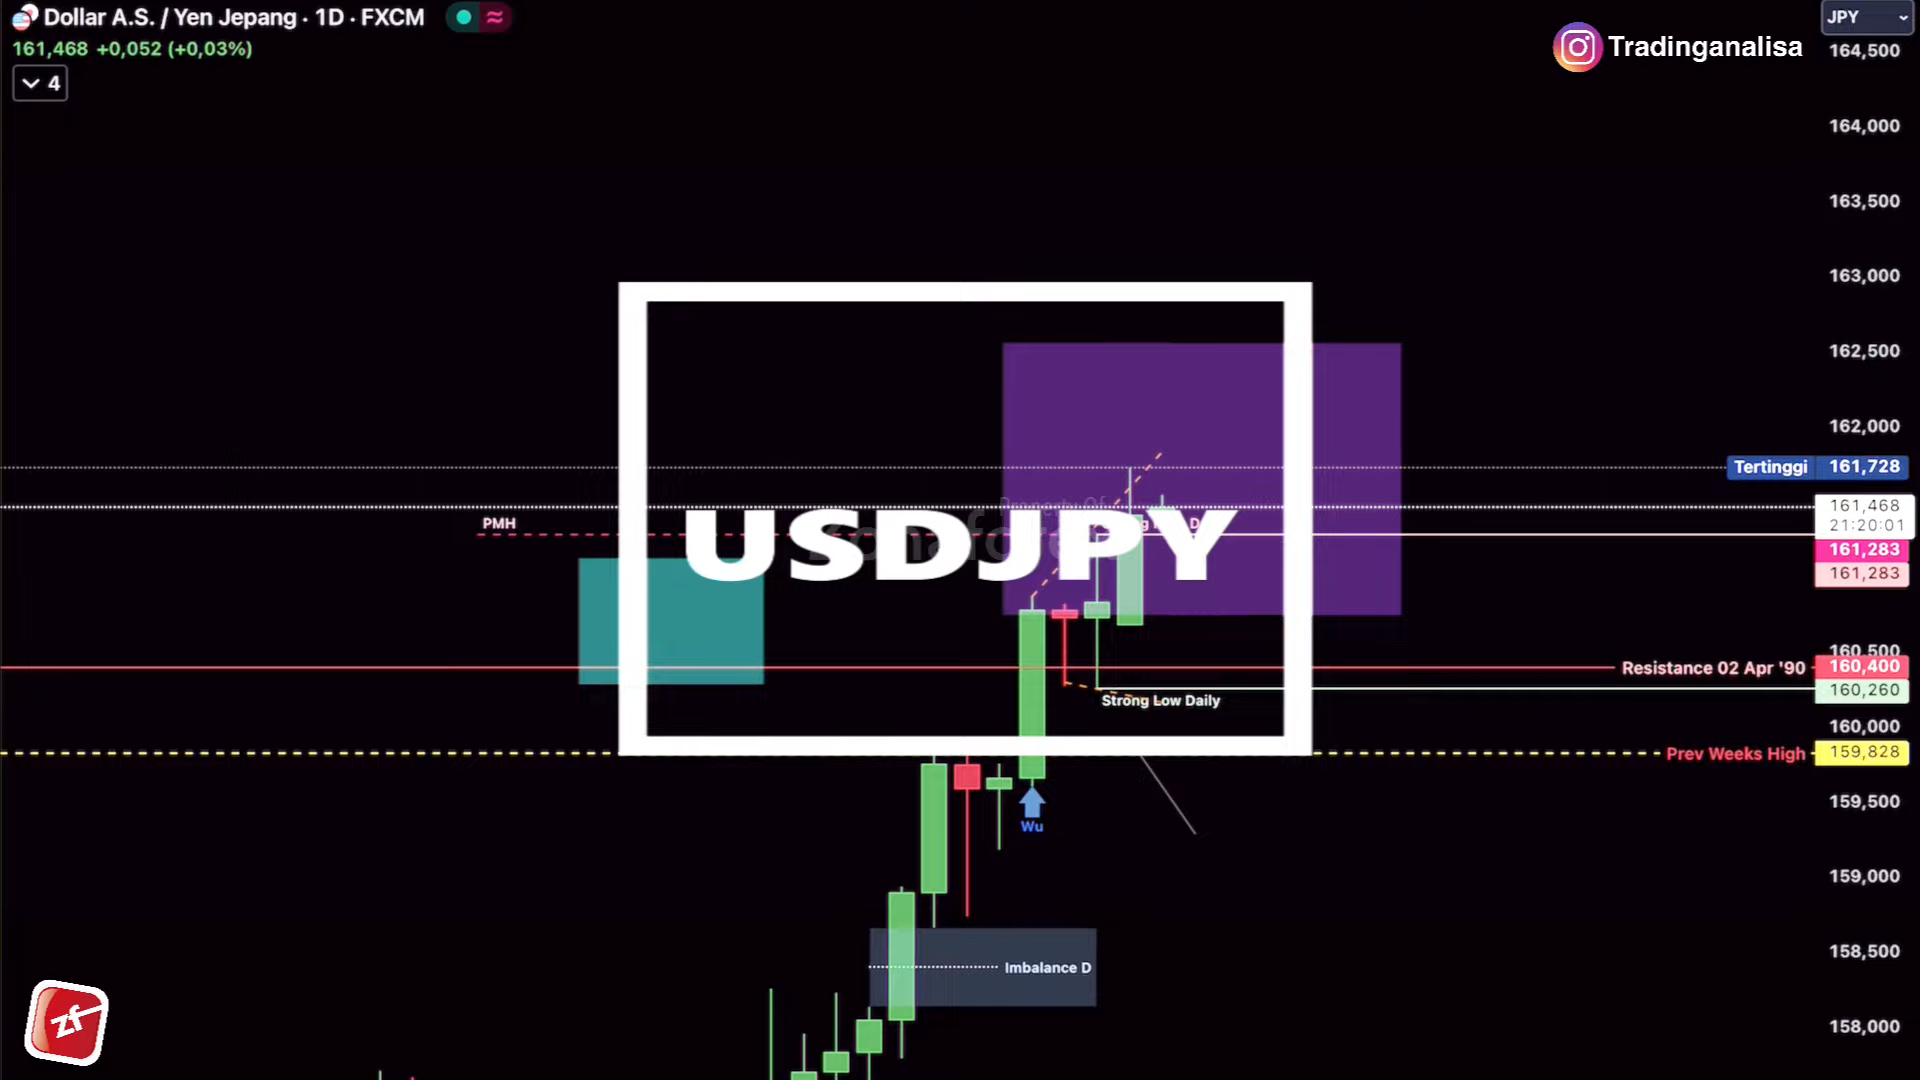 Dollar A.S. / Yen Jepang · 1D · FXCM
161,468 +0,052 (+0,03%)
4
Tradinganalisa
JPY
164,500
164,000
163,500
163,000
162,500
162,000
Tertinggi 161,728
161,468
21:20:01
PMH
161,283
161,283
USDJPY
Property Of
160,500
Resistance 02 Apr '90 160,400
160,260
Strong Low Daily
160,000
Prev Weeks High 159,828
159,500
Wu
159,000
158,500
Imbalance D
158,000
zf